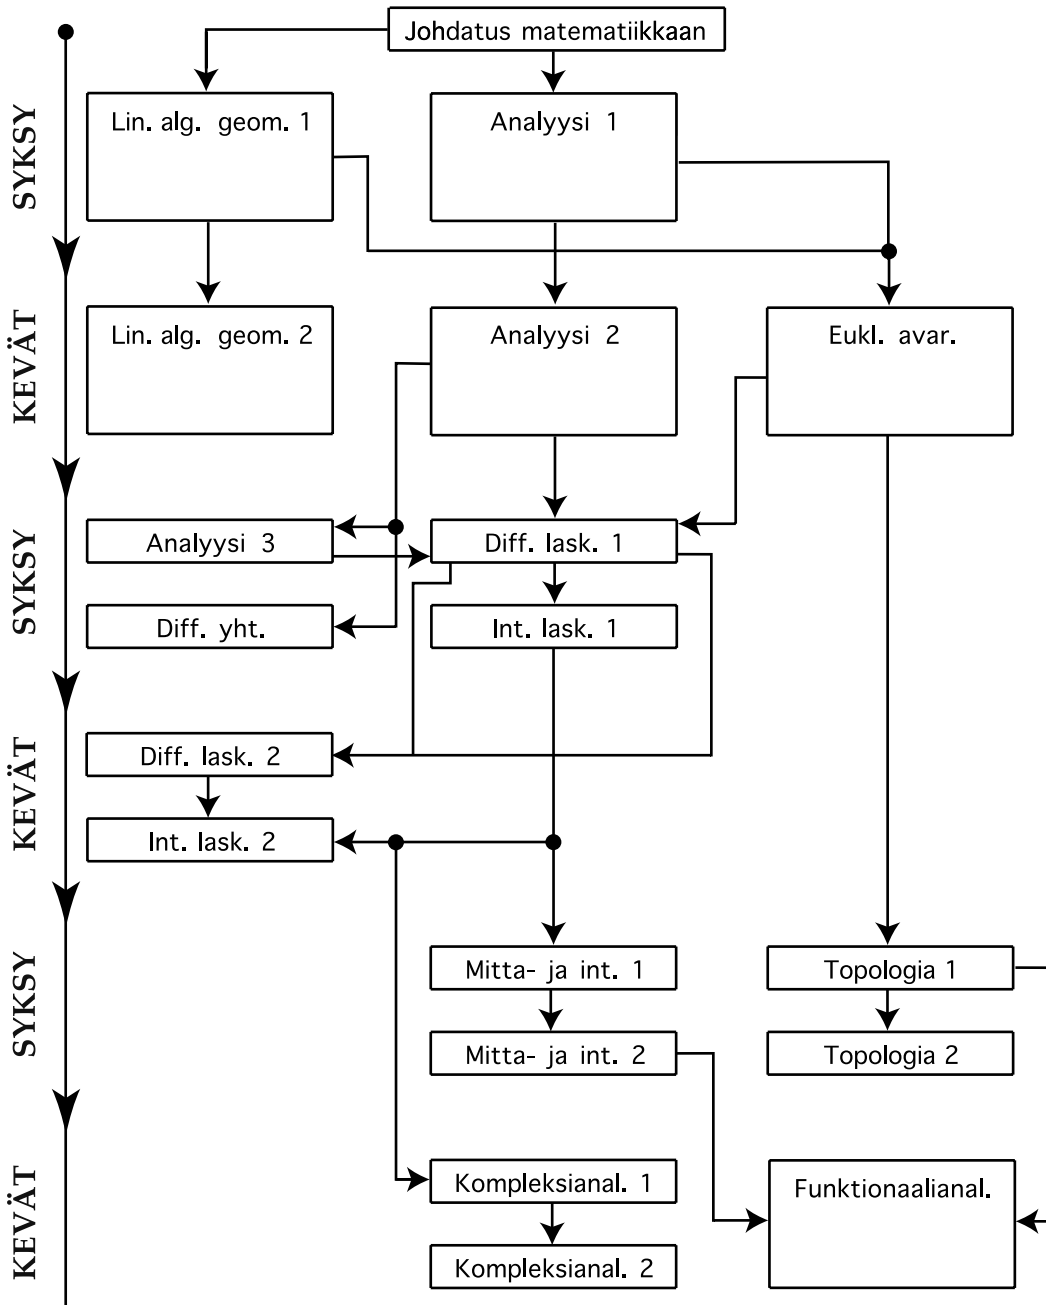 Johdatus matematiikkaan
SYKSY
Lin. alg. geom. 1
Analyysi 1
KEVÄT
Lin. alg. geom. 2
Analyysi 2
Eukl. avar.
SYKSY
Analyysi 3
Diff. lask. 1
Diff. yht.
Int. lask. 1
KEVÄT
Diff. lask. 2
Int. lask. 2
SYKSY
Mitta- ja int. 1
Topologia 1
Mitta- ja int. 2
Topologia 2
KEVÄT
Kompleksianal. 1
Funktionaalianal.
Kompleksianal. 2